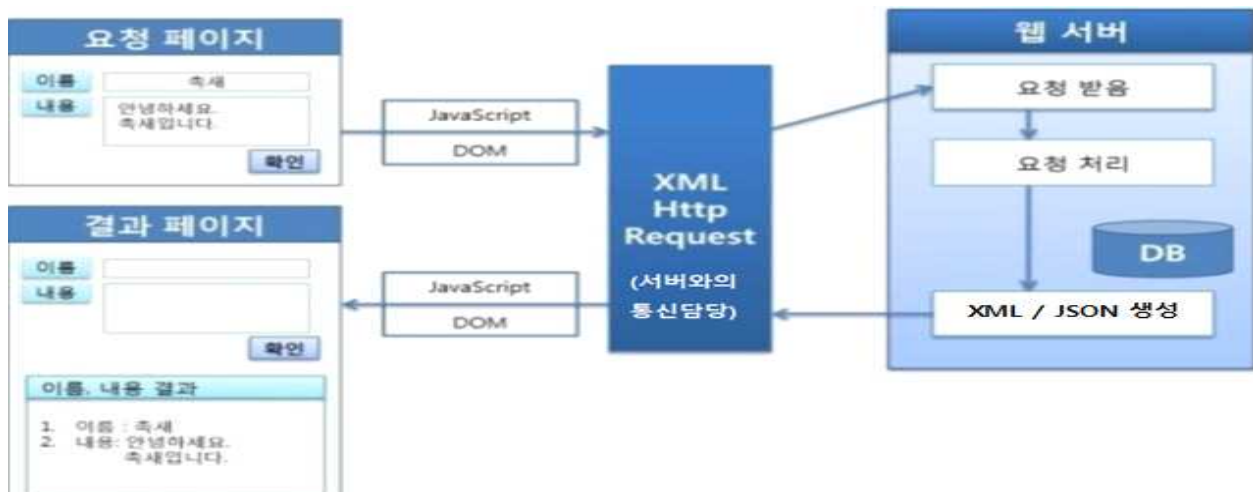 요청 페이지
이름
촉새
내용
안녕하세요.
촉새입니다.
확인
JavaScript
DOM
XML
Http
Request
(서버와의
통신담당)
웹 서버
요청 받음
요청 처리
DB
XML / JSON 생성
결과 페이지
이름
내용
확인
JavaScript
DOM
이름, 내용 결과
1. 이름 : 촉새
2. 내용: 안녕하세요.
촉새입니다.